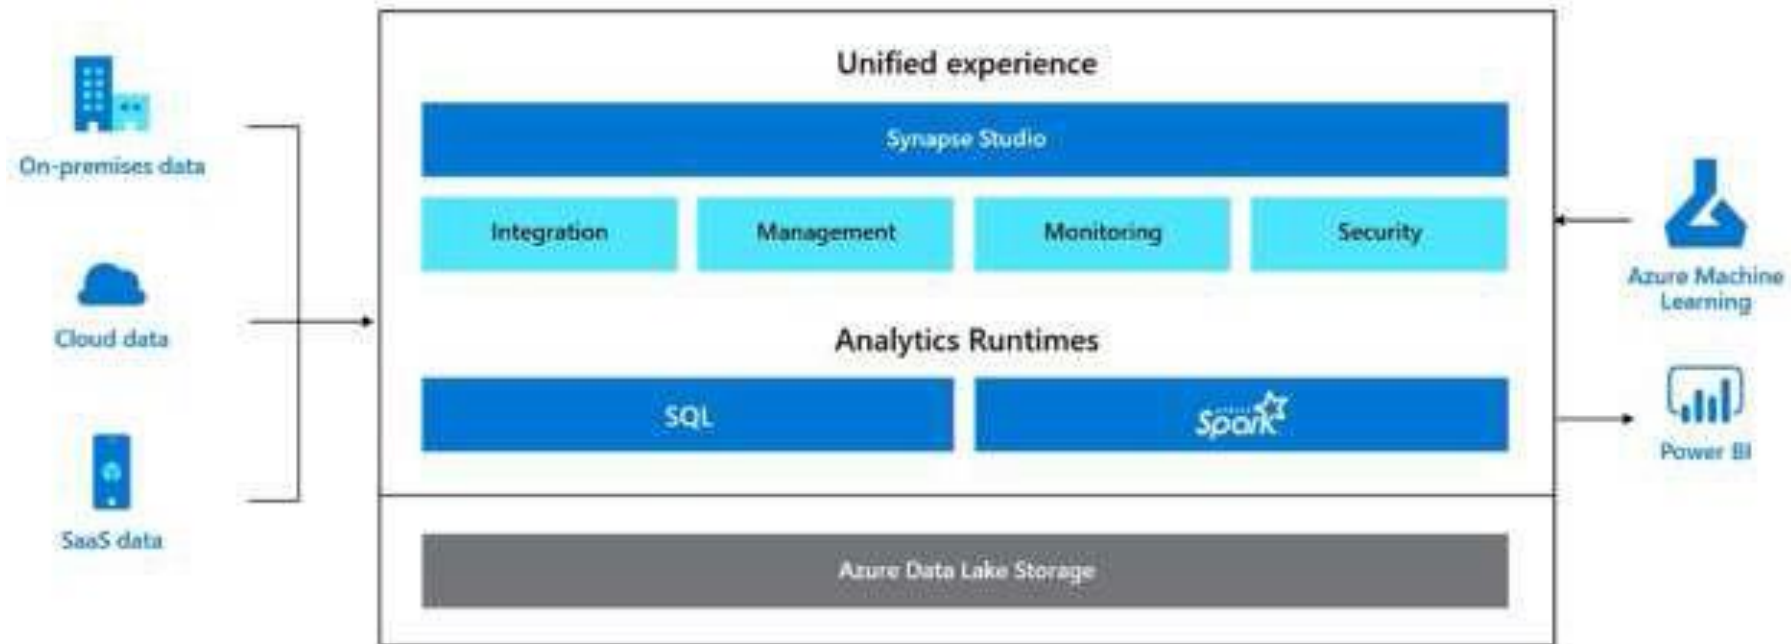 Unified experience
Synapse Studio
On-premises data
Integration
Management
Monitoring
Security
Azure Machine
Learning
Cloud data
Analytics Runtimes
SQL
Spark
Power BI
SaaS data
Azure Data Lake Storage